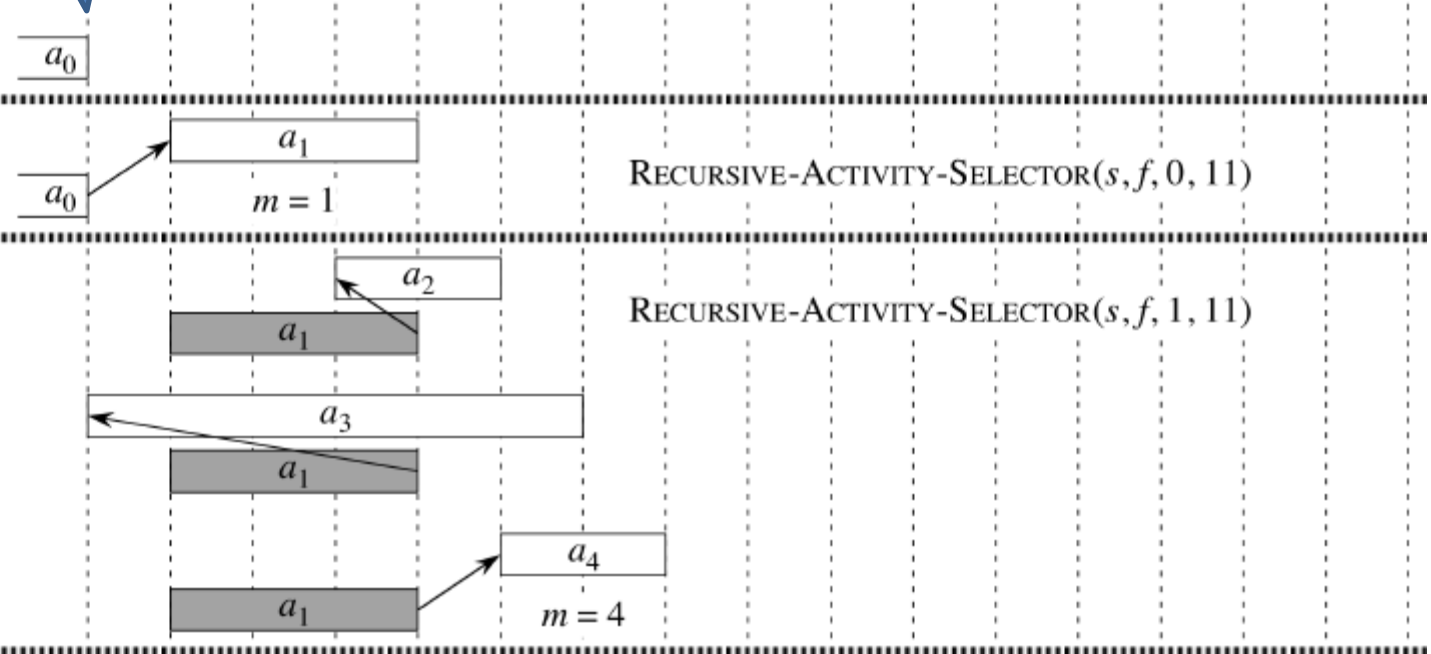 a₀
a₁
RECURSIVE-ACTIVITY-SELECTOR(s, f, 0, 11)
a₀
m = 1
a₂
RECURSIVE-ACTIVITY-SELECTOR(s, f, 1, 11)
a₁
a₃
a₁
a₄
a₁
m = 4